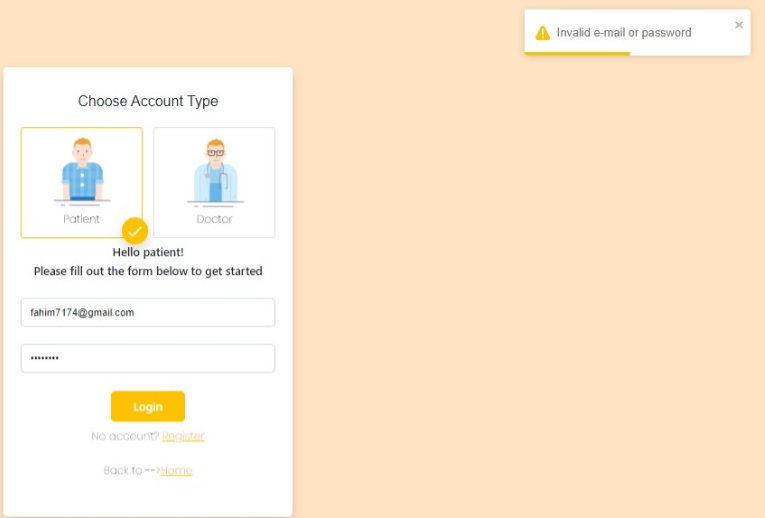 Invalid e-mail or password
Choose Account Type
Patient
Doctor
Hello patient!
Please fill out the form below to get started
fahim7174@gmail.com
••••••••
Login
No account? Register
Back to -->Home